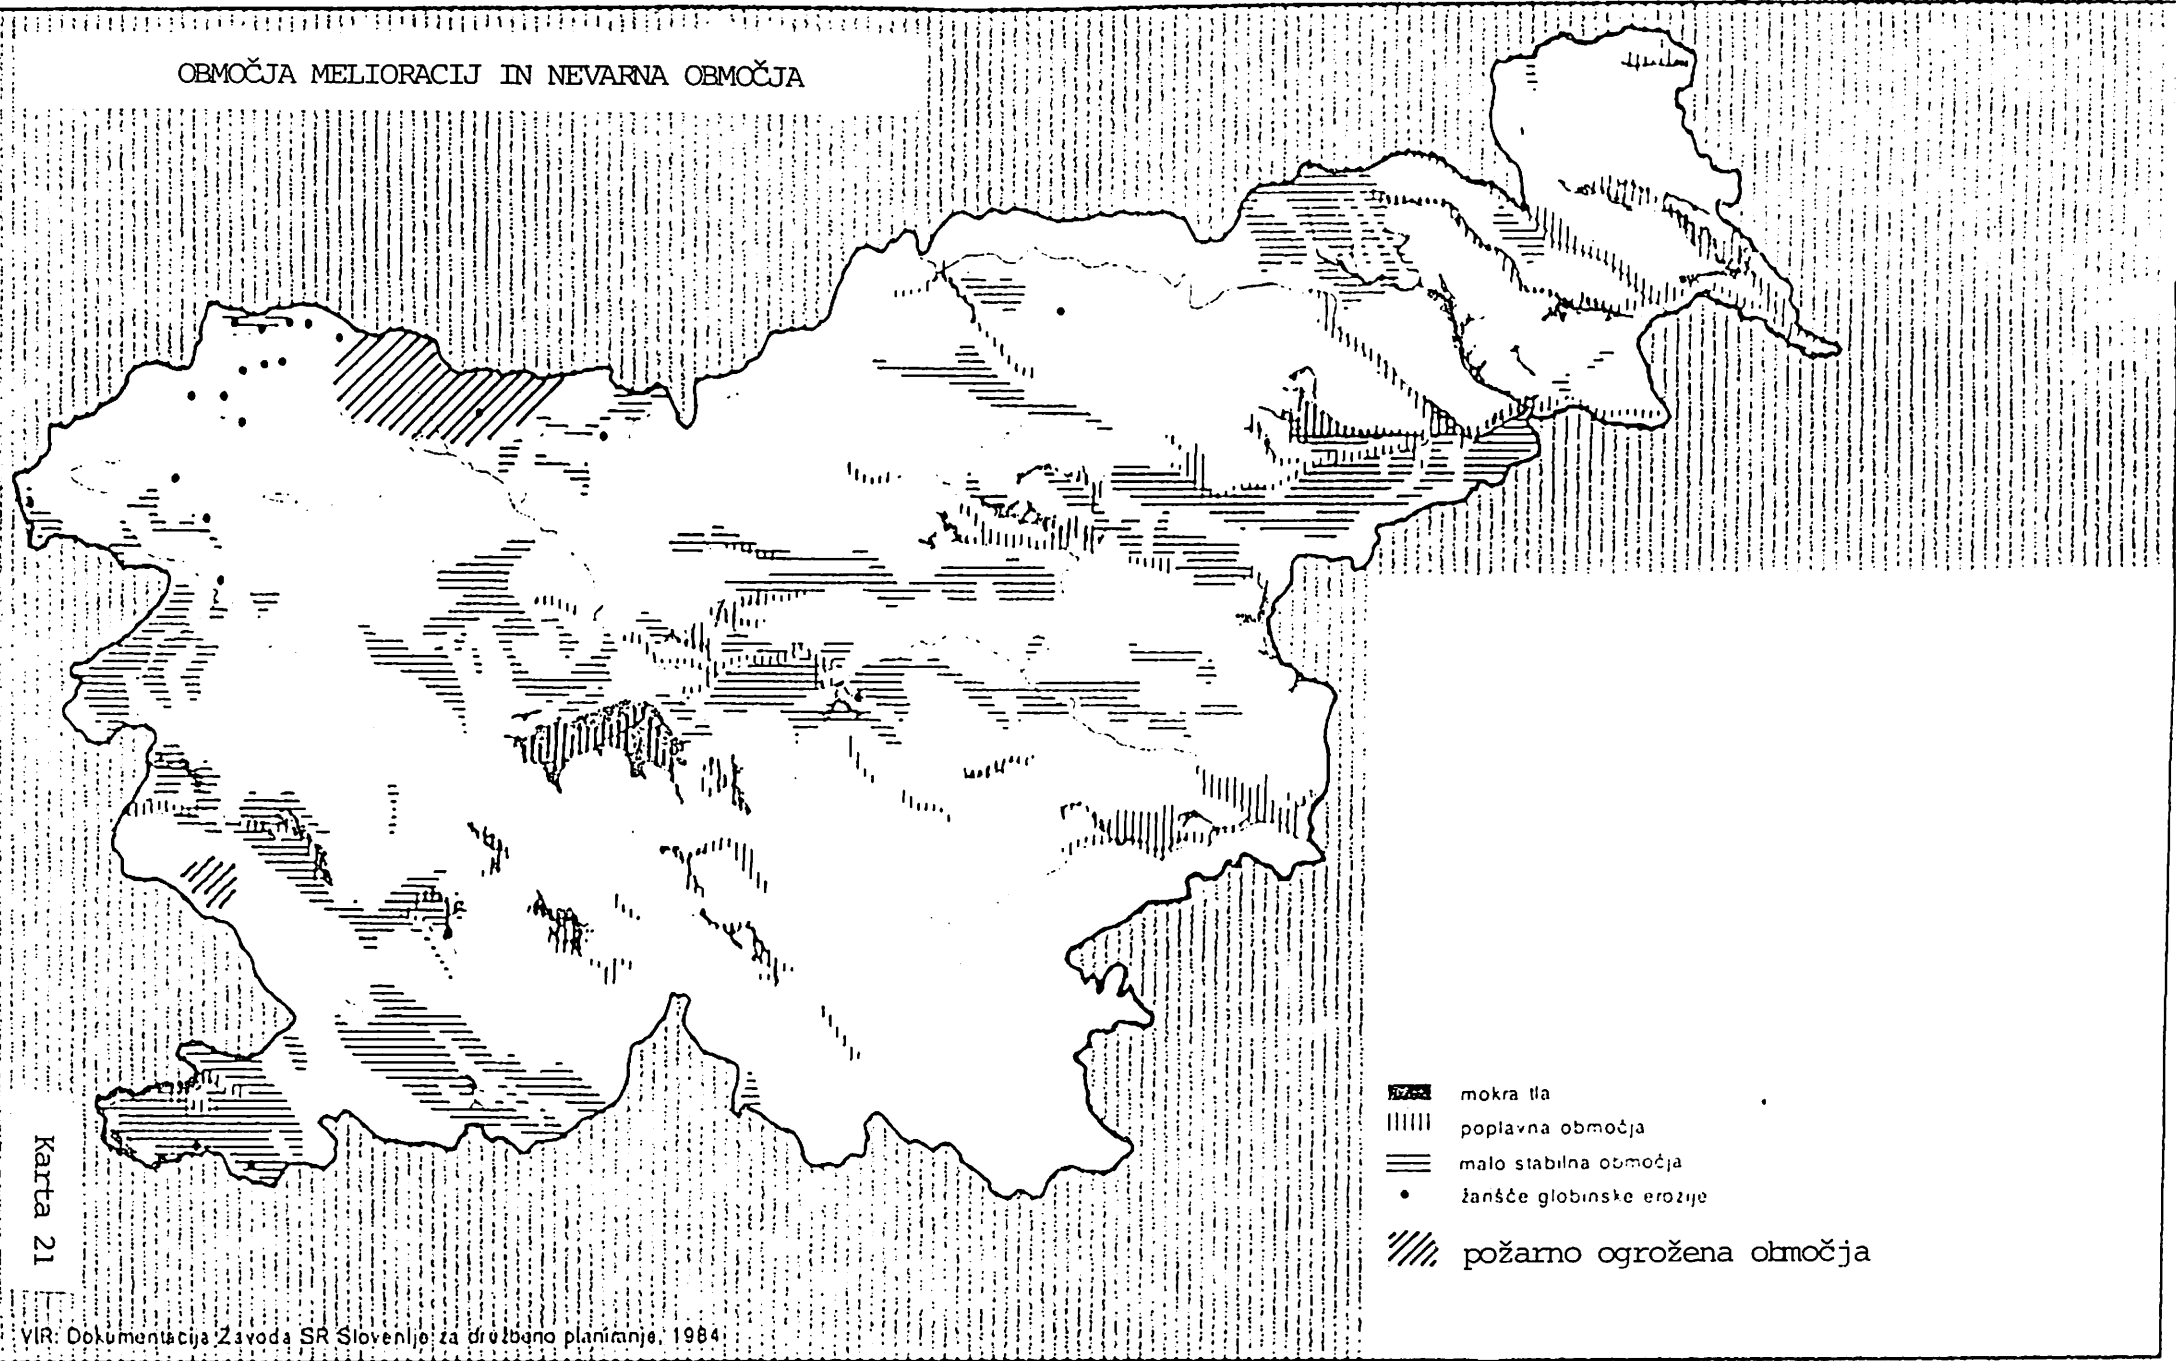 OBMOČJA MELIORACIJ IN NEVARNA OBMOČJA
mokra tla
poplavna območja
malo stabilna območja
žarišče globinske erozije
požarno ogrožena območja
Karta 21
VIR: Dokumentacija Zavoda SR Slovenije za družbeno planiranje, 1984